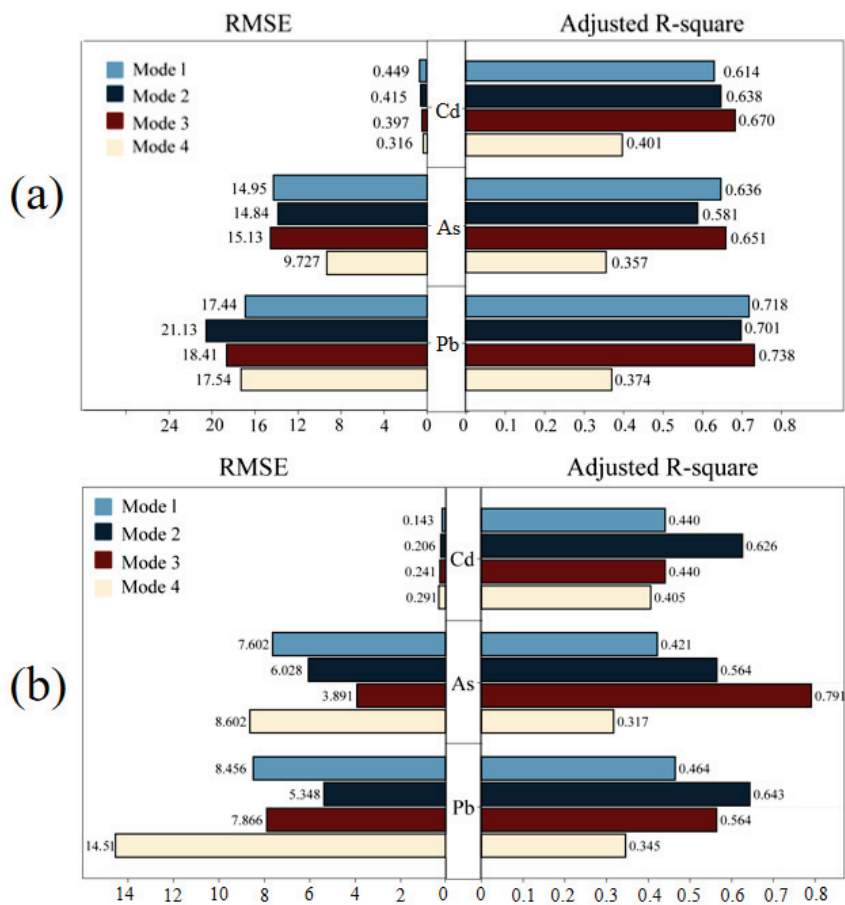 RMSE Adjusted R-square
Mode 1
Mode 2
Mode 3
Mode 4
(a)
Cd
0.449 0.614
0.415 0.638
0.397 0.670
0.316 0.401
As
14.95 0.636
14.84 0.581
15.13 0.651
9.727 0.357
Pb
17.44 0.718
21.13 0.701
18.41 0.738
17.54 0.374
24 20 16 12 8 4 0 0 0.1 0.2 0.3 0.4 0.5 0.6 0.7 0.8
RMSE Adjusted R-square
Mode 1
Mode 2
Mode 3
Mode 4
(b)
Cd
0.143 0.440
0.206 0.626
0.241 0.440
0.291 0.405
As
7.602 0.421
6.028 0.564
3.891 0.791
8.602 0.317
Pb
8.456 0.464
5.348 0.643
7.866 0.564
14.51 0.345
14 12 10 8 6 4 2 0 0 0.1 0.2 0.3 0.4 0.5 0.6 0.7 0.8 0.9